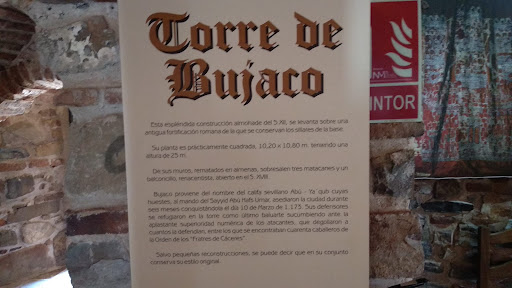 Torre de
Bujaco
Esta espléndida construcción almohade del S-XII, se levanta sobre una
antigua fortificación romana de la que se conservan los sillares de la base.
Su planta es prácticamente cuadrada, 10,20 x 10,80 m. teniendo una
altura de 25 m.
De sus muros, rematados en almenas, sobresalen tres matacanes y un
balconcillo, renacentista, abierto en el S. XVIII.
Bujaco proviene del nombre del califa sevillano Abú - Ya' qub cuyas
huestes, al mando del Sayyid Abú Hafs Umar, asediaron la ciudad durante
seis meses conquistándola el día 10 de Marzo de 1.173. Sus defensores
se refugiaron en la torre como último baluarte sucumbiendo ante la
aplastante superioridad numérica de los atacantes, que degollaron a
cuantos la defendían, entre los que se encontraban cuarenta caballeros de
la Orden de los "Fratres de Cáceres".
Salvo pequeñas reconstrucciones, se puede decir que en su conjunto
conserva su estilo original.
INTOR